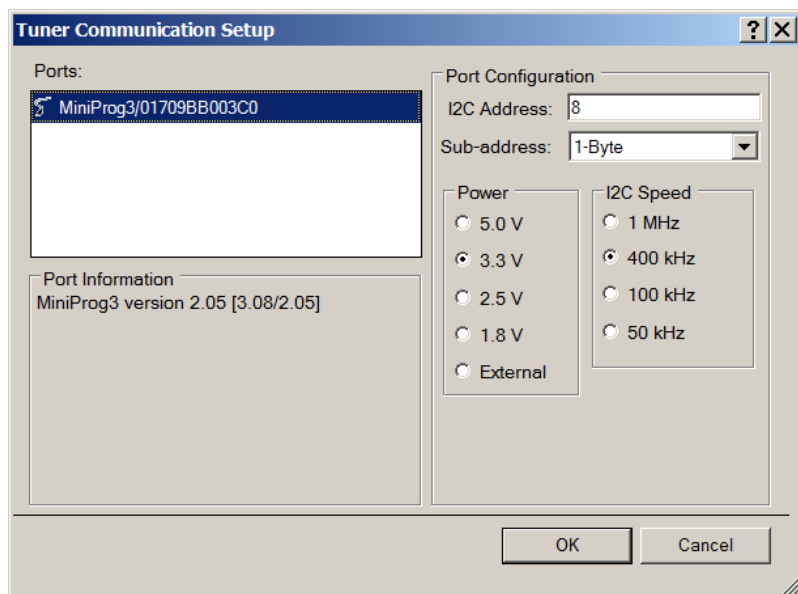 Tuner Communication Setup
Ports:
MiniProg3/01709BB003C0
Port Information
MiniProg3 version 2.05 [3.08/2.05]
Port Configuration
I2C Address: 8
Sub-address: 1-Byte
Power
5.0 V
3.3 V
2.5 V
1.8 V
External
I2C Speed
1 MHz
400 kHz
100 kHz
50 kHz
OK
Cancel